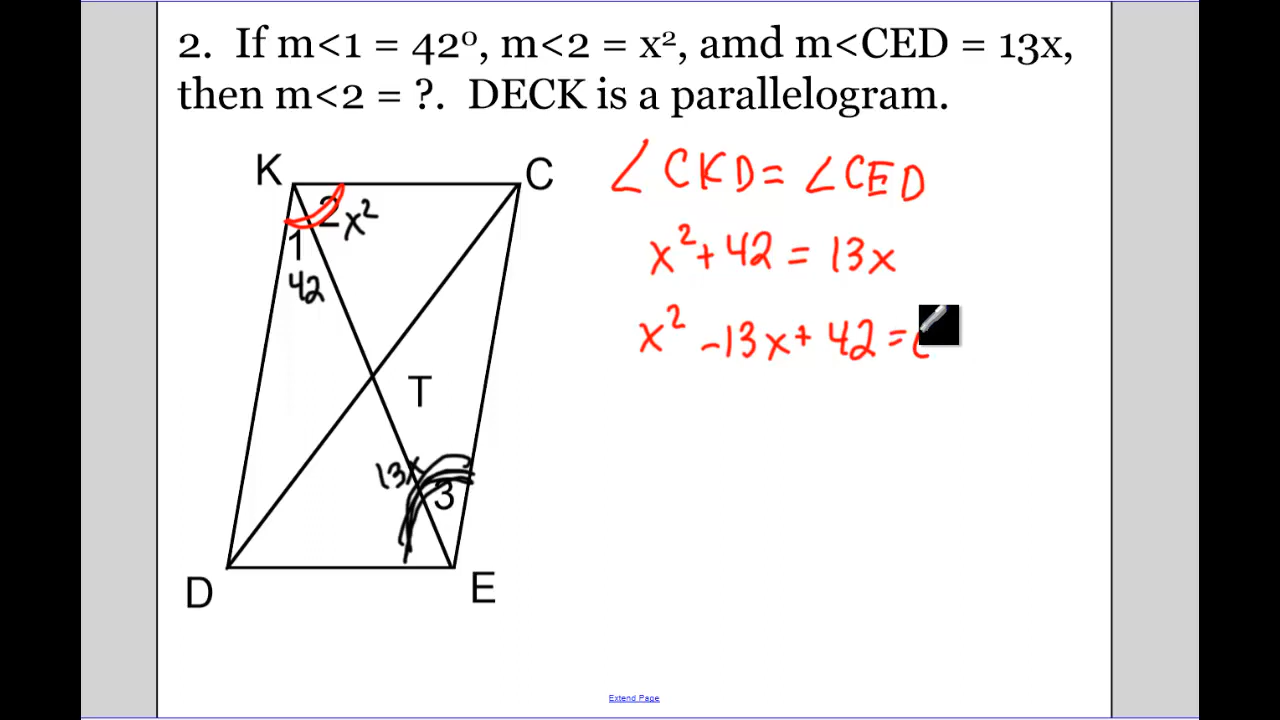 2. If m<1 = 42⁰, m<2 = x², amd m<CED = 13x,
then m<2 = ?. DECK is a parallelogram.
K
C
∠CKD = ∠CED
2
x²
1
x² + 42 = 13x
42
x² - 13x + 42 =
T
13x
3
D
E
Extend Page